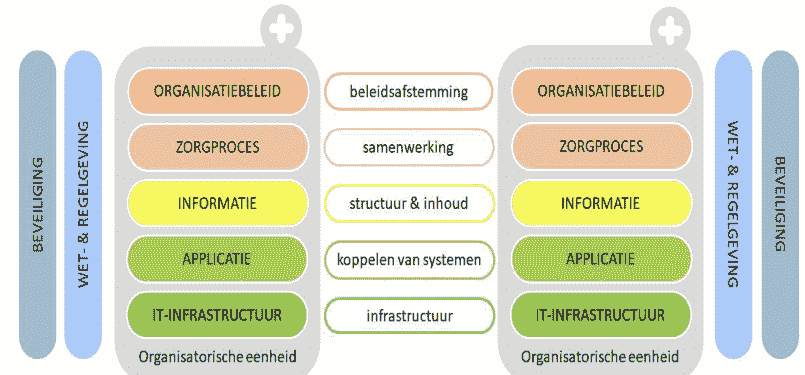 BEVEILIGING
WET- & REGELGEVING
ORGANISATIEBELEID
ZORGPROCES
INFORMATIE
APPLICATIE
IT-INFRASTRUCTUUR
Organisatorische eenheid
beleidsafstemming
samenwerking
structuur & inhoud
koppelen van systemen
infrastructuur
ORGANISATIEBELEID
ZORGPROCES
INFORMATIE
APPLICATIE
IT-INFRASTRUCTUUR
Organisatorische eenheid
WET- & REGELGEVING
BEVEILIGING